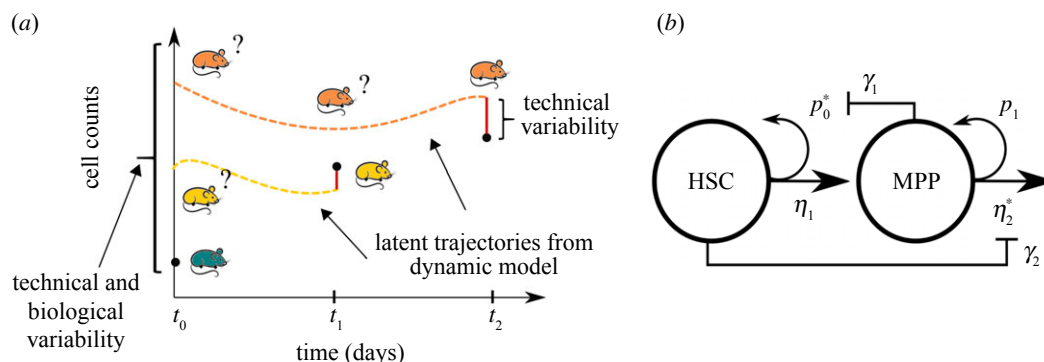 (a)
?
?
?
cell counts
technical
variability
latent trajectories from
dynamic model
technical and
biological
variability
t₀
t₁
t₂
time (days)
(b)
γ₁
p₀*
p₁
HSC
MPP
η₁
η₂*
γ₂